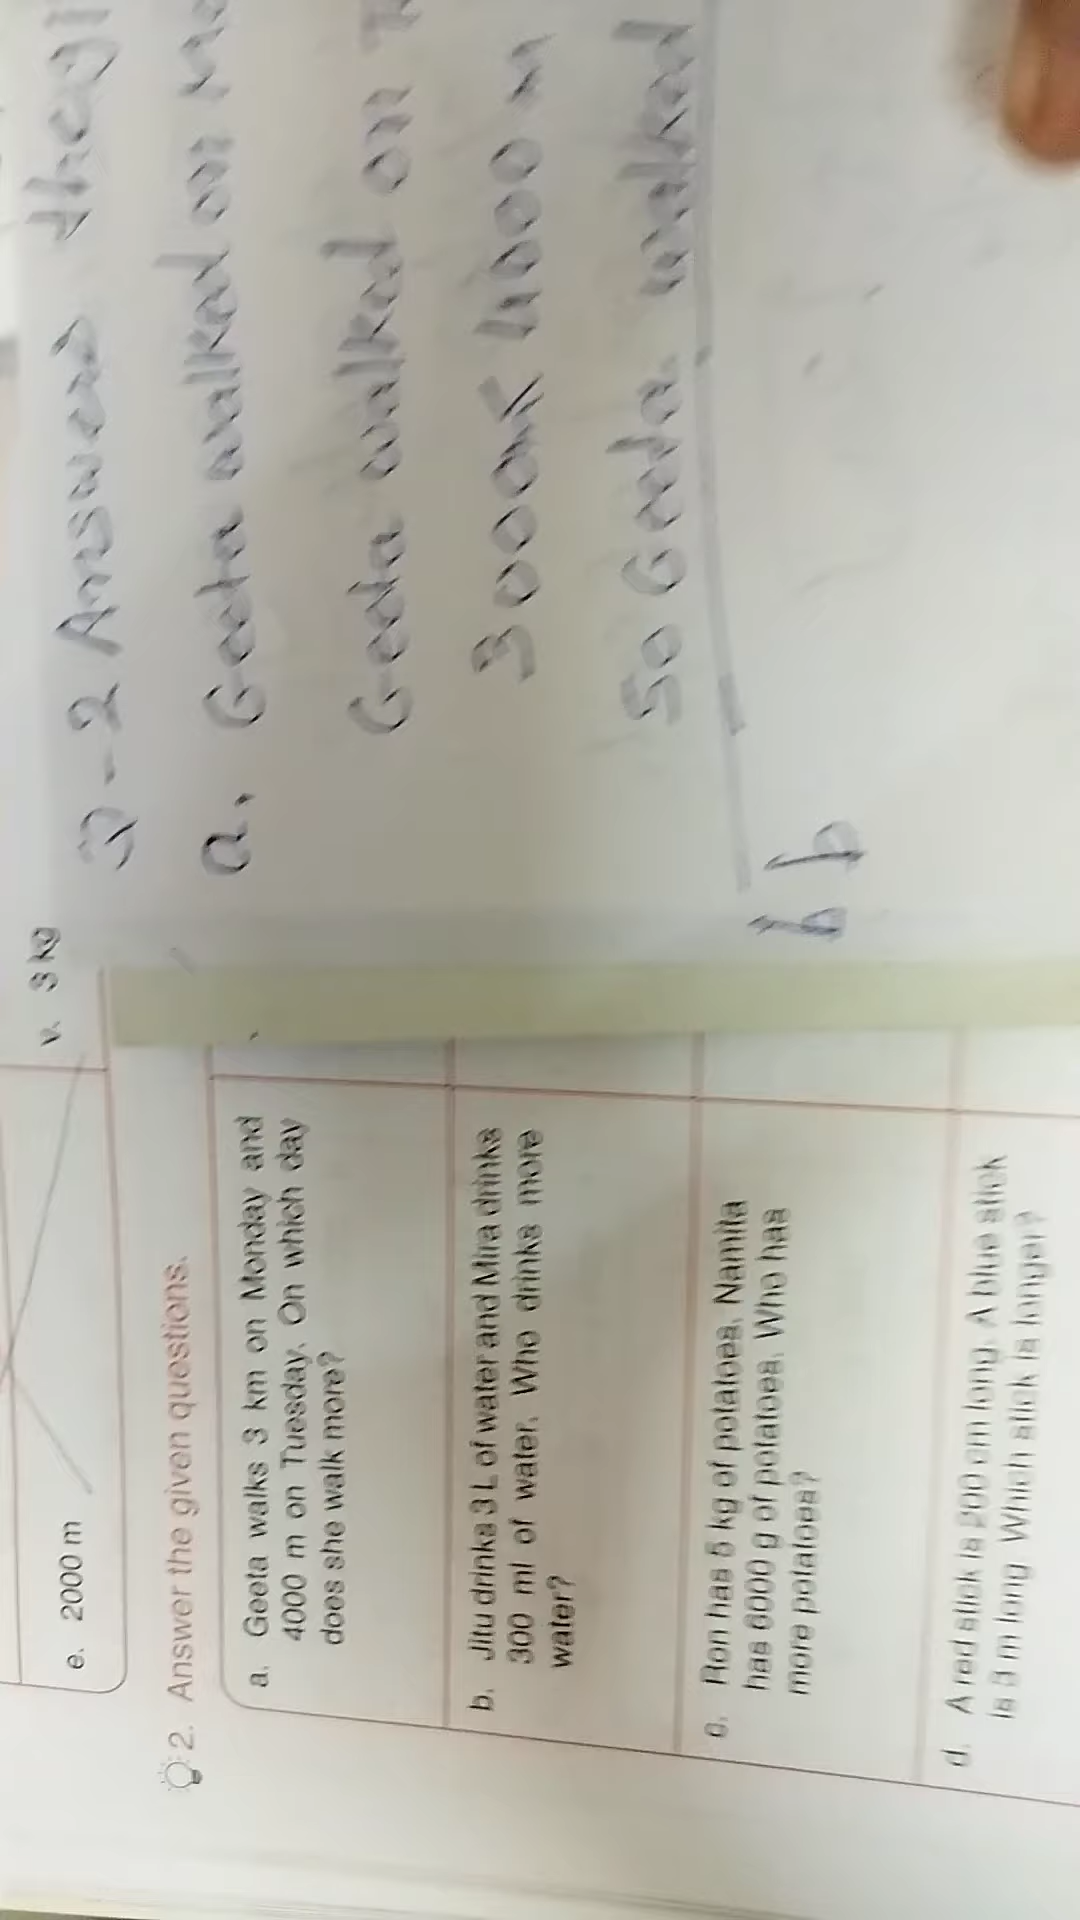 e. 2000 m
v. 3 kg
2. Answer the given questions.
a. Geeta walks 3 km on Monday and
4000 m on Tuesday. On which day
does she walk more?
b. Jitu drinks 3 L of water and Mira drinks
300 ml of water. Who drinks more
water?
c. Ron has 5 kg of potatoes. Namita
has 6000 g of potatoes. Who has
more potatoes?
d. A red stick is 200 cm long. A blue stick
is 3 m long. Which stick is longer?
2 Answer the
a. Geeta walked on
Geeta walked on
3000m 4000 m
So Geeta walked
b